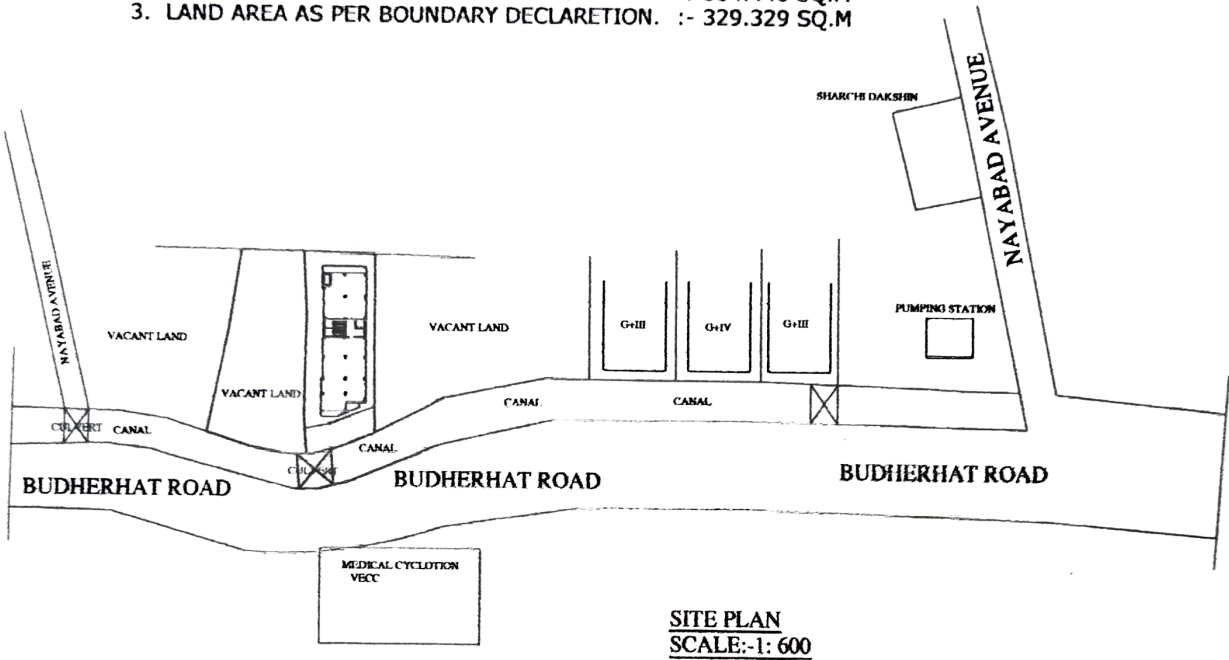 SQ.M
3. LAND AREA AS PER BOUNDARY DECLARETION. :- 329.329 SQ.M
SHARCHI DAKSHIN
NAYABAD AVENUE
NAYABAD AVENUE
VACANT LAND
VACANT LAND
VACANT LAND
G+III
G+IV
G+III
PUMPING STATION
CULVERT
CANAL
CANAL
CANAL
CANAL
CULVERT
BUDHERHAT ROAD
BUDHERHAT ROAD
BUDHERHAT ROAD
MEDICAL CYCLOTION
VECC
SITE PLAN
SCALE:-1: 600